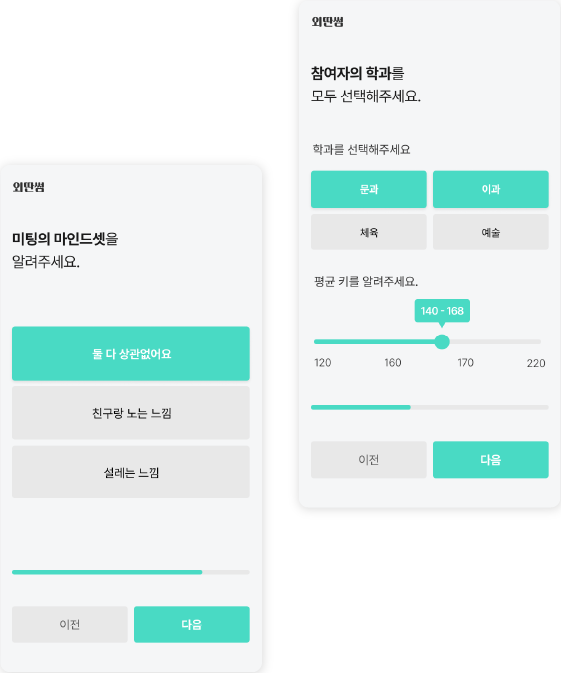 외딴썸
미팅의 마인드셋을
알려주세요.
둘 다 상관없어요
친구랑 노는 느낌
설레는 느낌
이전
다음
외딴썸
참여자의 학과를
모두 선택해주세요.
학과를 선택해주세요
문과
이과
체육
예술
평균 키를 알려주세요.
140 - 168
120
160
170
220
이전
다음